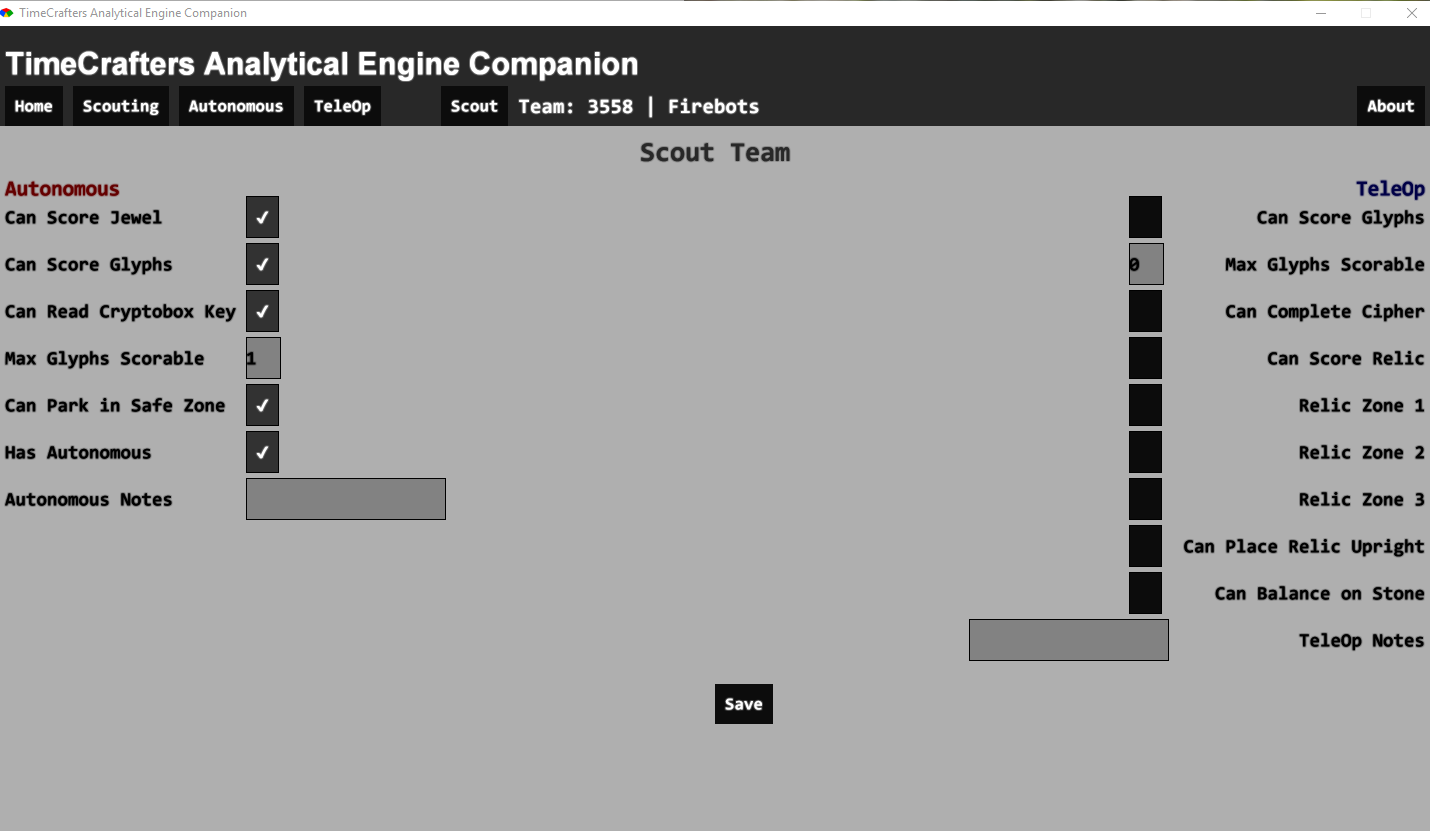 TimeCrafters Analytical Engine Companion
TimeCrafters Analytical Engine Companion
Home Scouting Autonomous TeleOp Scout Team: 3558 | Firebots About
Scout Team
Autonomous
Can Score Jewel ✓
Can Score Glyphs ✓
Can Read Cryptobox Key ✓
Max Glyphs Scorable 1
Can Park in Safe Zone ✓
Has Autonomous ✓
Autonomous Notes
TeleOp
Can Score Glyphs
0 Max Glyphs Scorable
Can Complete Cipher
Can Score Relic
Relic Zone 1
Relic Zone 2
Relic Zone 3
Can Place Relic Upright
Can Balance on Stone
TeleOp Notes
Save